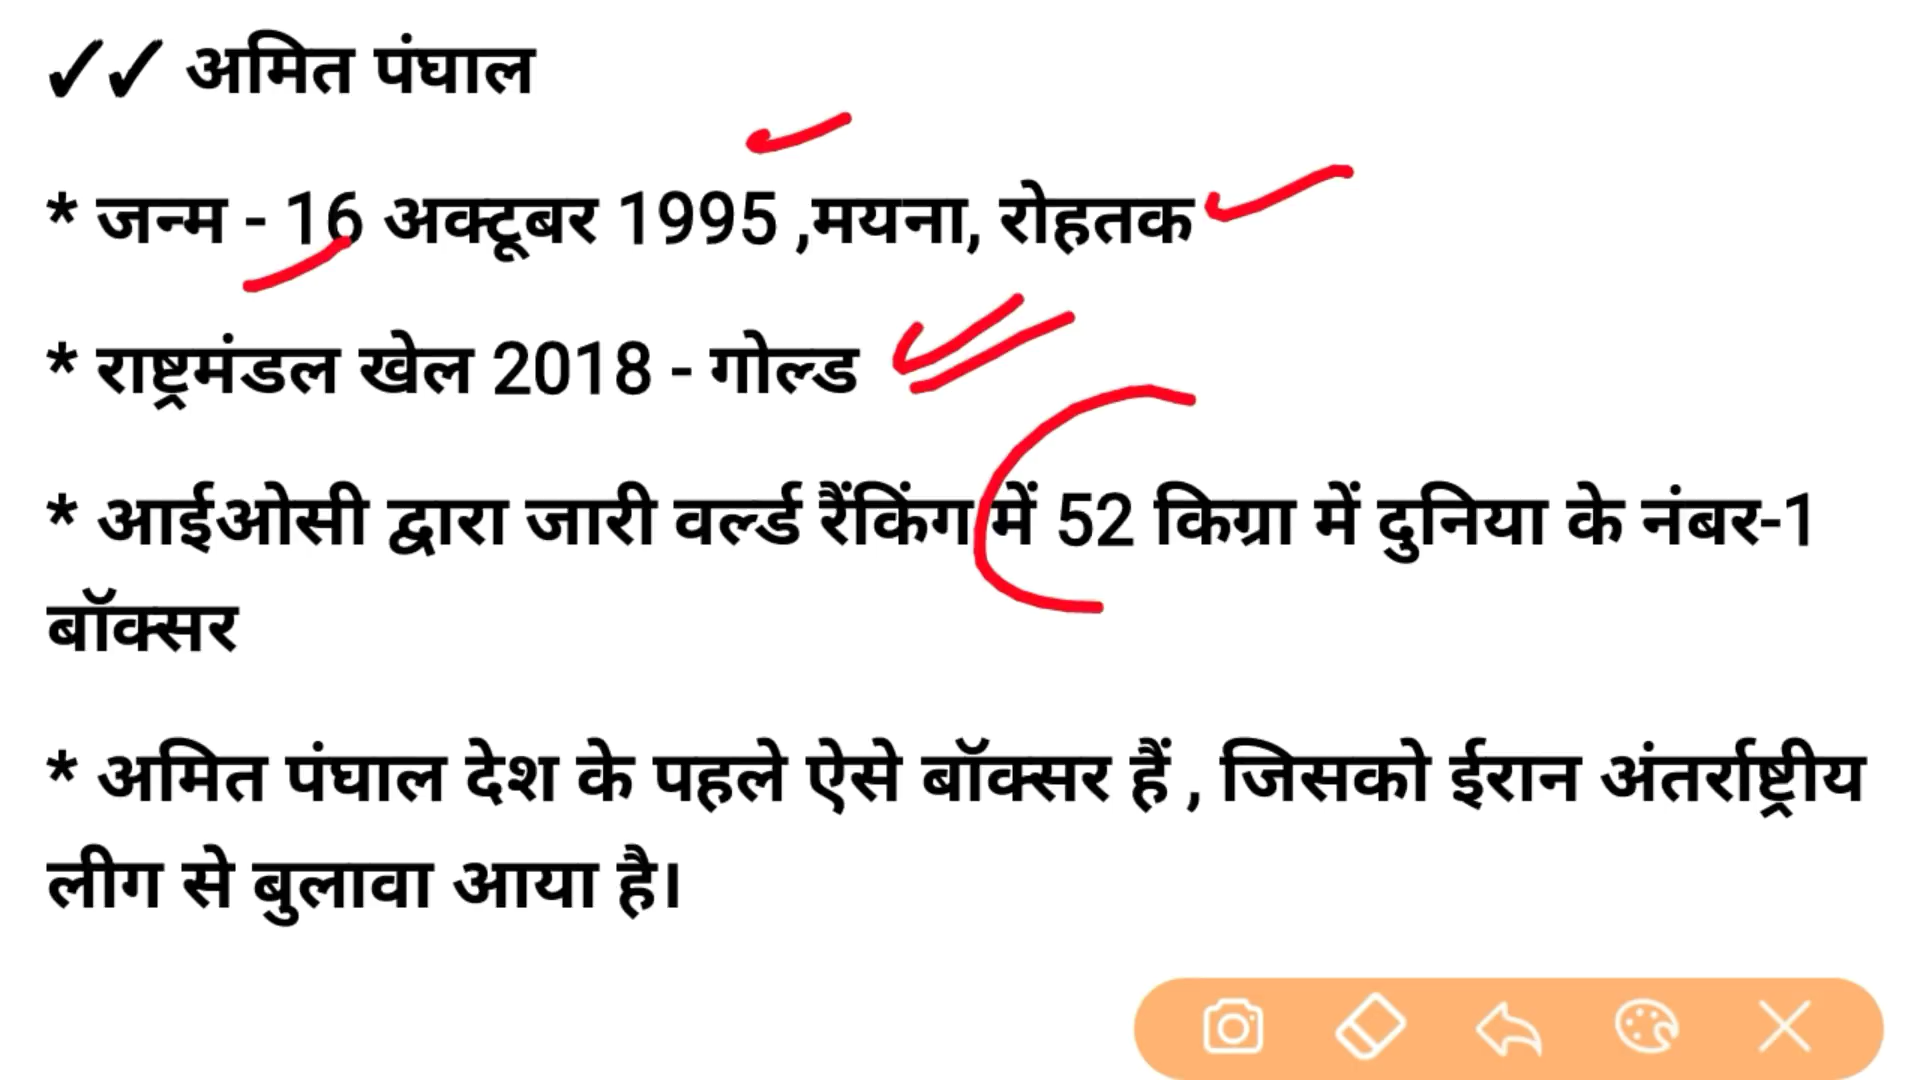 ✓✓ अमित पंघाल
* जन्म - 16 अक्टूबर 1995 ,मयना, रोहतक
* राष्ट्रमंडल खेल 2018 - गोल्ड
* आईओसी द्वारा जारी वर्ल्ड रैंकिंग में 52 किग्रा में दुनिया के नंबर-1
बॉक्सर
* अमित पंघाल देश के पहले ऐसे बॉक्सर हैं , जिसको ईरान अंतर्राष्ट्रीय
लीग से बुलावा आया है।